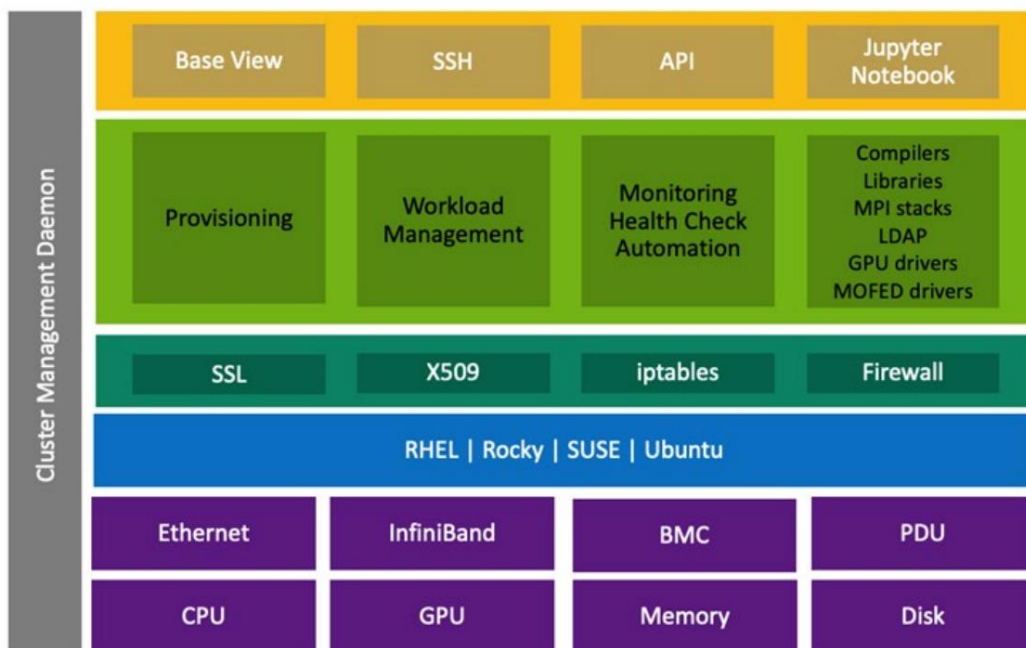 Cluster Management Daemon
Base View
SSH
API
Jupyter
Notebook
Provisioning
Workload
Management
Monitoring
Health Check
Automation
Compilers
Libraries
MPI stacks
LDAP
GPU drivers
MOFED drivers
SSL
X509
iptables
Firewall
RHEL | Rocky | SUSE | Ubuntu
Ethernet
InfiniBand
BMC
PDU
CPU
GPU
Memory
Disk